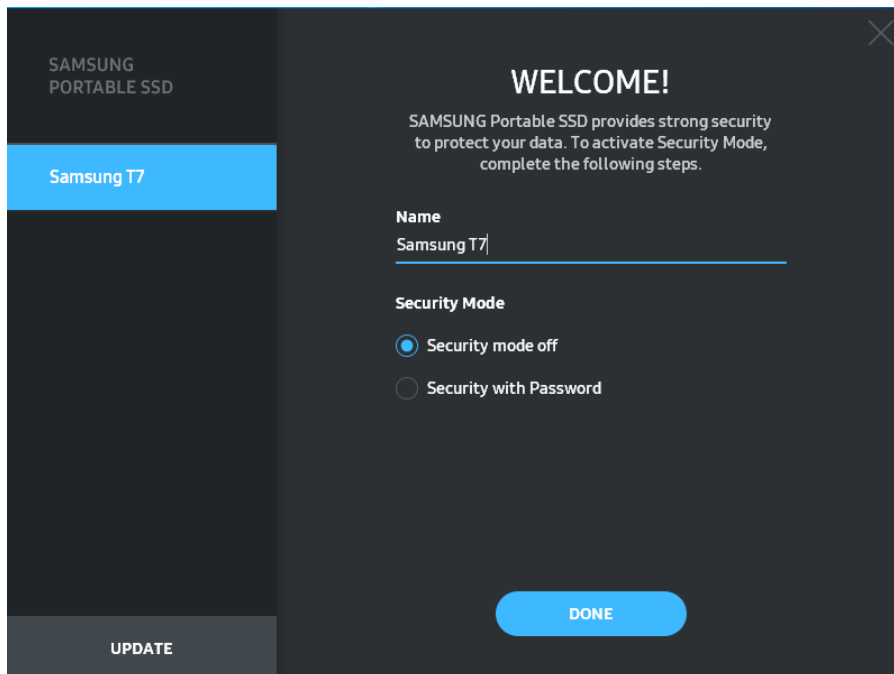 SAMSUNG
PORTABLE SSD
Samsung T7
UPDATE
WELCOME!
SAMSUNG Portable SSD provides strong security
to protect your data. To activate Security Mode,
complete the following steps.
Name
Samsung T7
Security Mode
Security mode off
Security with Password
DONE